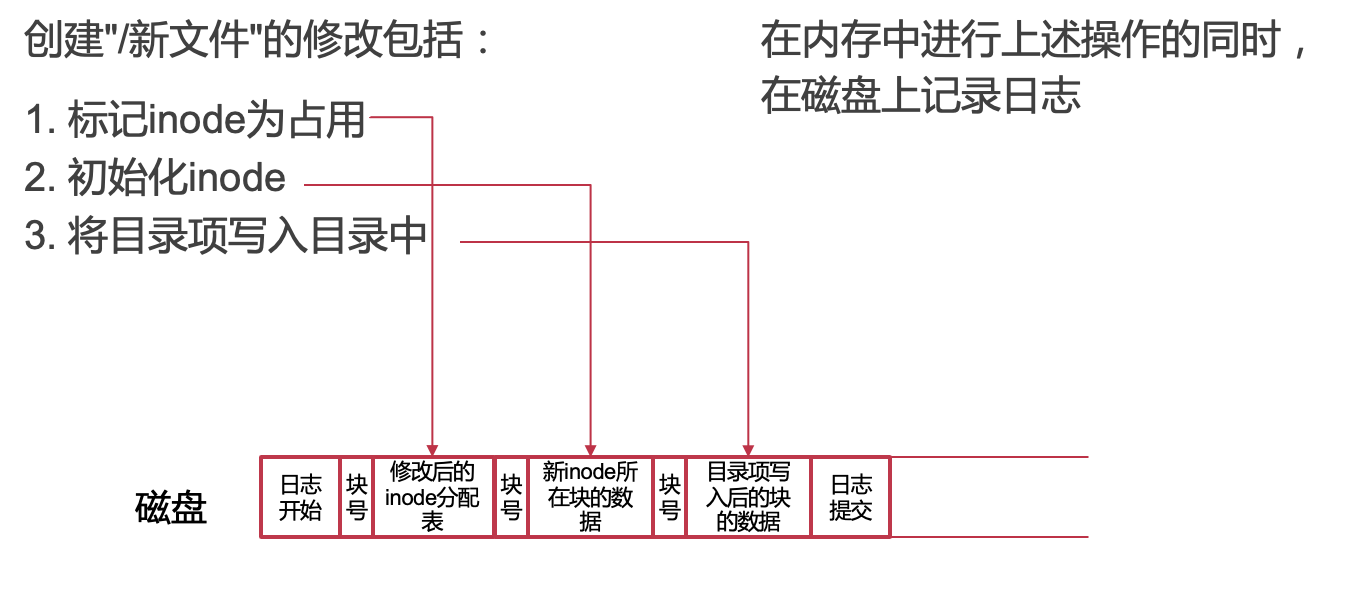 创建"/新文件"的修改包括：
1. 标记inode为占用
2. 初始化inode
3. 将目录项写入目录中
在内存中进行上述操作的同时，
在磁盘上记录日志
磁盘
日志
开始
块
号
修改后的
inode分配
表
块
号
新inode所
在块的数
据
块
号
目录项写
入后的块
的数据
日志
提交